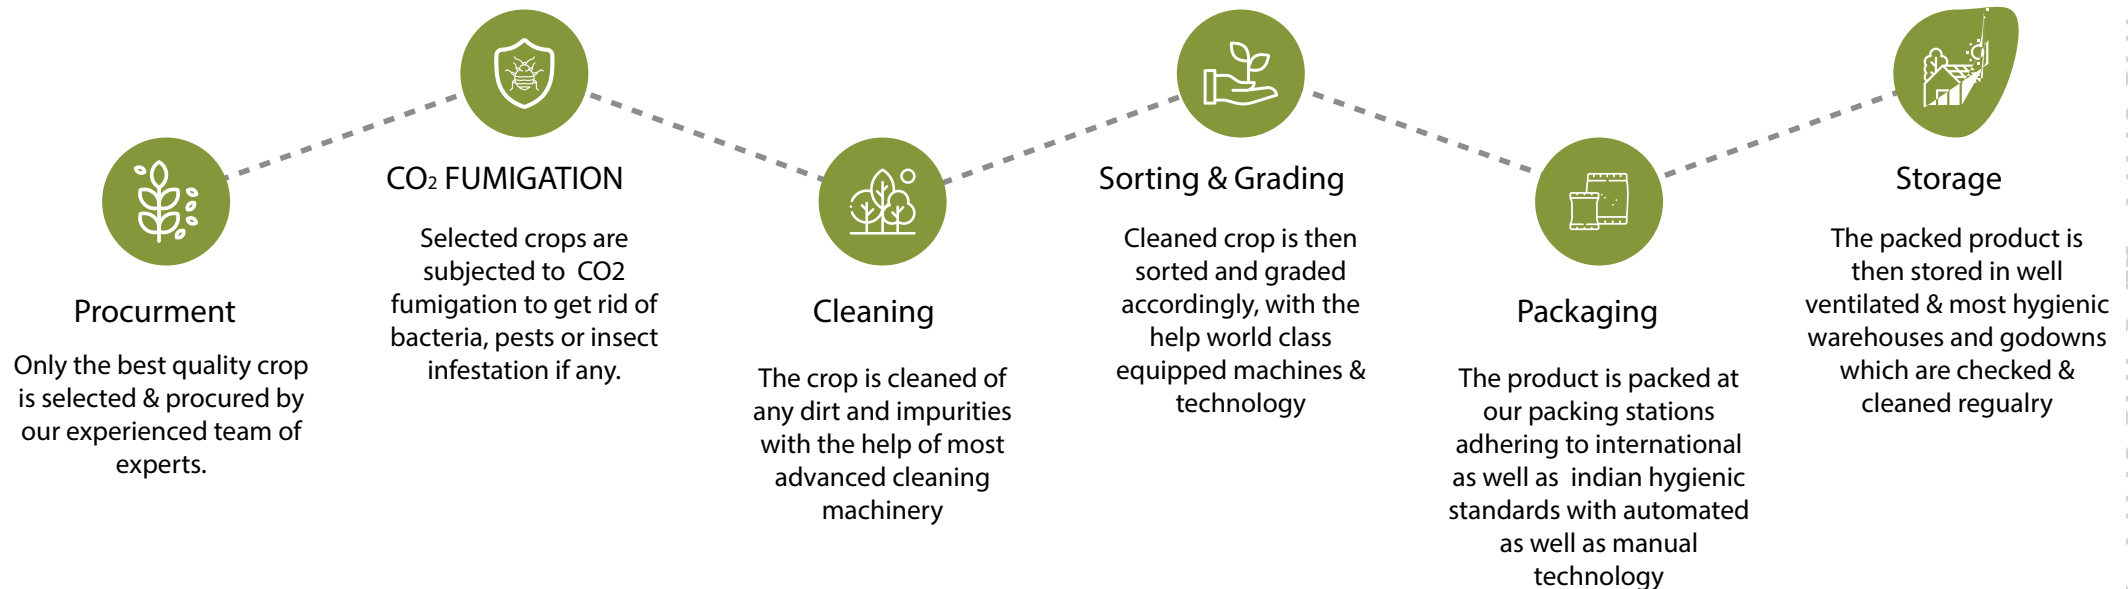 Procurment
Only the best quality crop
is selected & procured by
our experienced team of
experts.
CO₂ FUMIGATION
Selected crops are
subjected to  CO2
fumigation to get rid of
bacteria, pests or insect
infestation if any.
Cleaning
The crop is cleaned of
any dirt and impurities
with the help of most
advanced cleaning
machinery
Sorting & Grading
Cleaned crop is then
sorted and graded
accordingly, with the
help world class
equipped machines &
technology
Packaging
The product is packed at
our packing stations
adhering to international
as well as  indian hygienic
standards with automated
as well as manual
technology
Storage
The packed product is
then stored in well
ventilated & most hygienic
warehouses and godowns
which are checked &
cleaned regualry